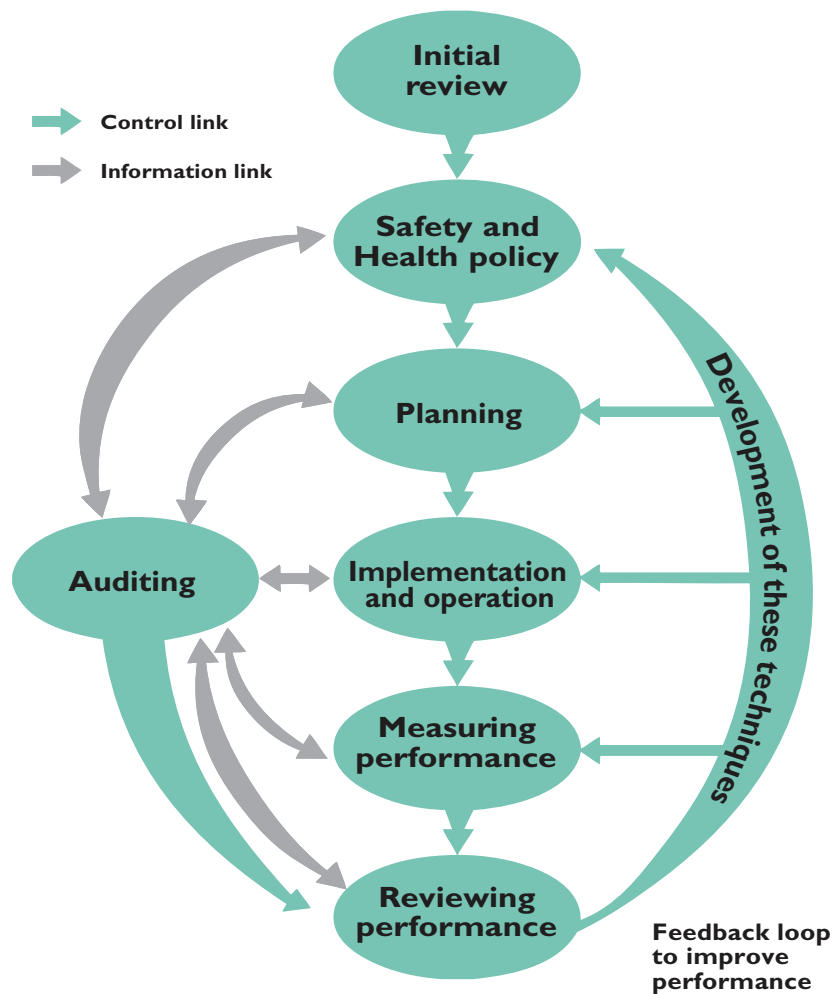 Initial
review
Control link
Information link
Safety and
Health policy
Planning
Auditing
Implementation
and operation
Measuring
performance
Reviewing
performance
Development of these techniques
Feedback loop
to improve
performance